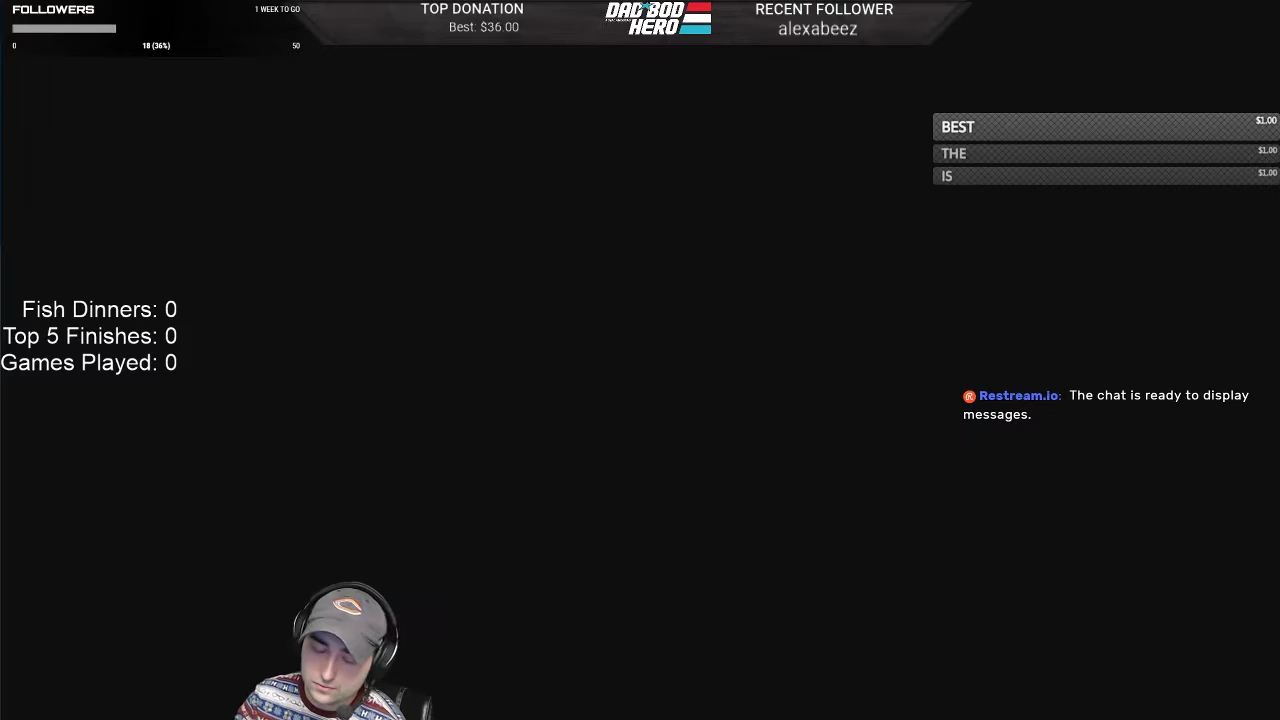 FOLLOWERS
1 WEEK TO GO
0
18 (36%)
50
TOP DONATION
Best. $36.00
DAD BOD
HERO
RECENT FOLLOWER
alexabeez
BEST $1.00
THE $1.00
IS $1.00
Fish Dinners: 0
Top 5 Finishes: 0
Games Played: 0
Restream.io: The chat is ready to display
messages.